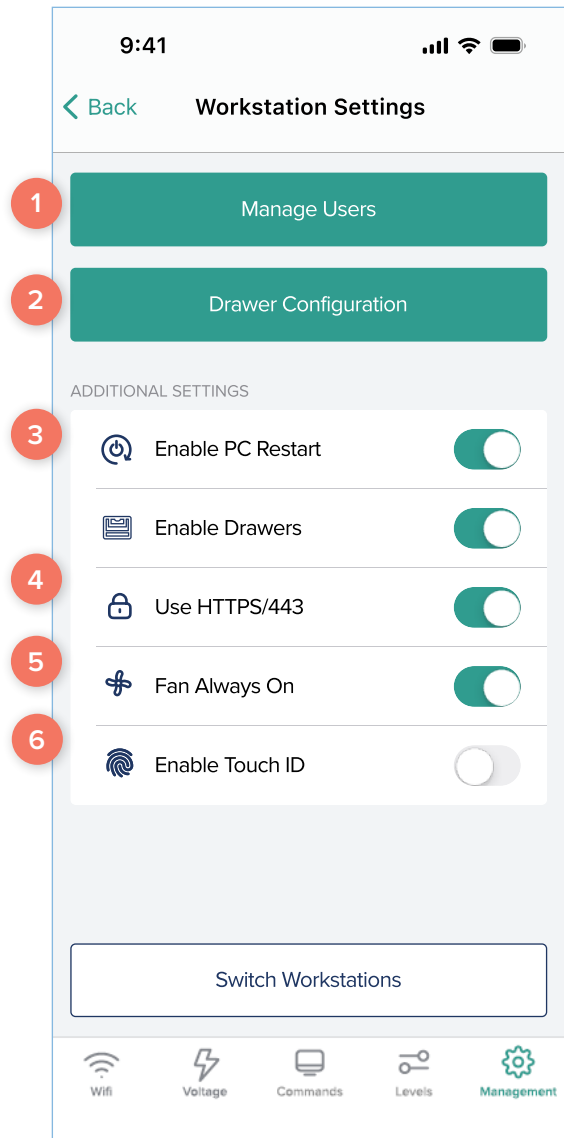 9:41
Back Workstation Settings
1 Manage Users
2 Drawer Configuration
ADDITIONAL SETTINGS
3 Enable PC Restart
Enable Drawers
4 Use HTTPS/443
5 Fan Always On
6 Enable Touch ID
Switch Workstations
Wifi Voltage Commands Levels Management